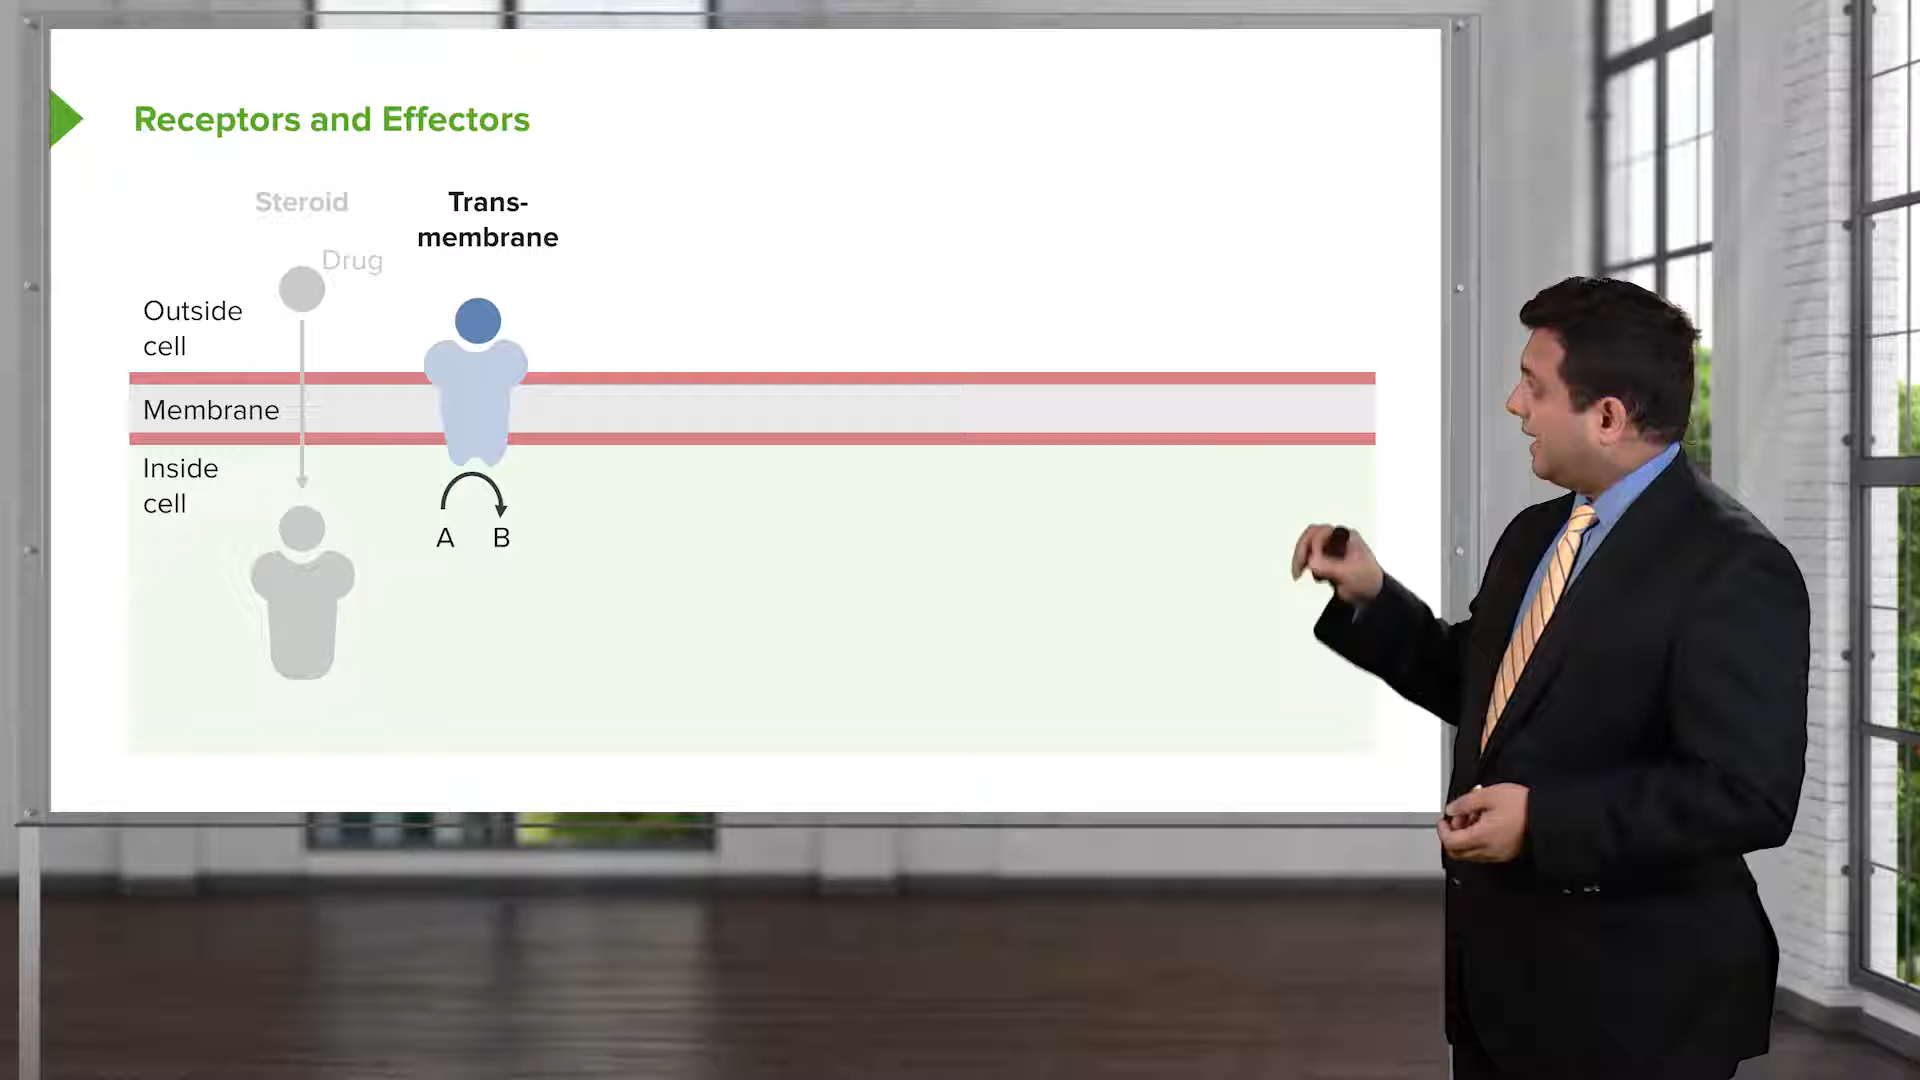 Receptors and Effectors
Steroid
Trans-
membrane
Drug
Outside
cell
Membrane
Inside
cell
A B